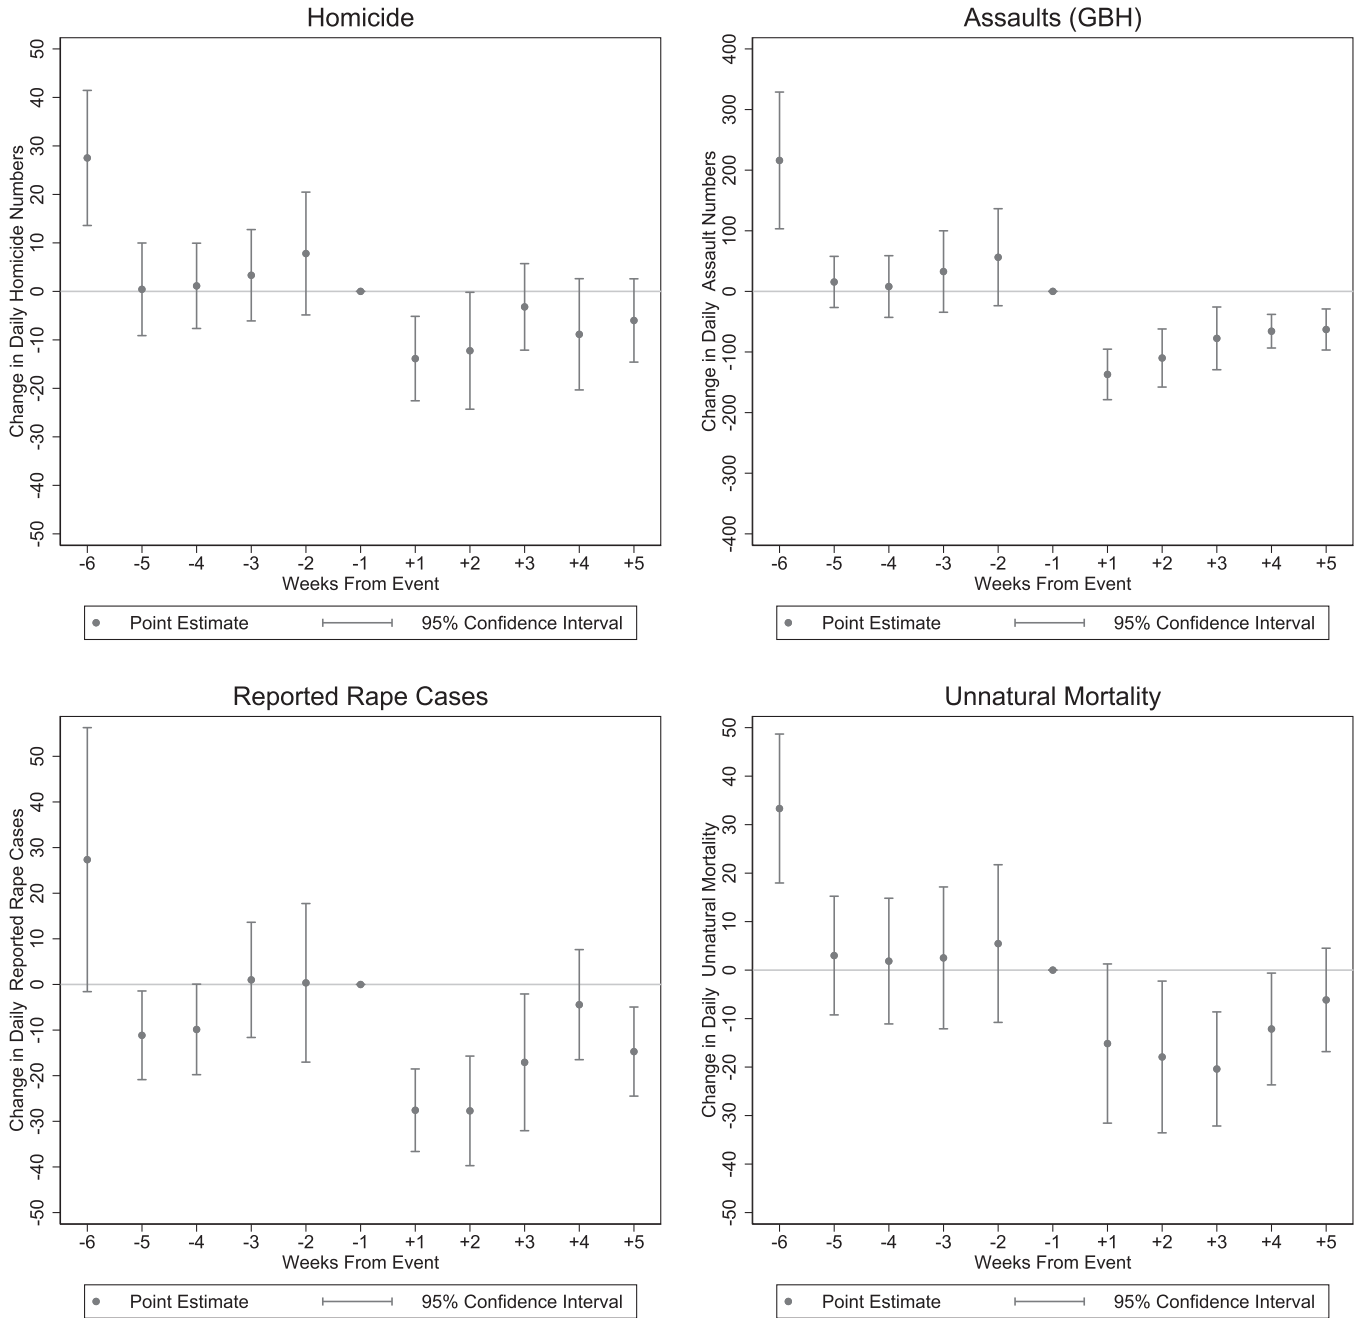 Homicide
Change in Daily Homicide Numbers
50
40
30
20
10
0
-10
-20
-30
-40
-50
-6 -5 -4 -3 -2 -1 +1 +2 +3 +4 +5
Weeks From Event
Point Estimate 95% Confidence Interval
Assaults (GBH)
Change in Daily Assault Numbers
400
300
200
100
0
-100
-200
-300
-400
-6 -5 -4 -3 -2 -1 +1 +2 +3 +4 +5
Weeks From Event
Point Estimate 95% Confidence Interval
Reported Rape Cases
Change in Daily Reported Rape Cases
50
40
30
20
10
0
-10
-20
-30
-40
-50
-6 -5 -4 -3 -2 -1 +1 +2 +3 +4 +5
Weeks From Event
Point Estimate 95% Confidence Interval
Unnatural Mortality
Change in Daily Unnatural Mortality
50
40
30
20
10
0
-10
-20
-30
-40
-50
-6 -5 -4 -3 -2 -1 +1 +2 +3 +4 +5
Weeks From Event
Point Estimate 95% Confidence Interval